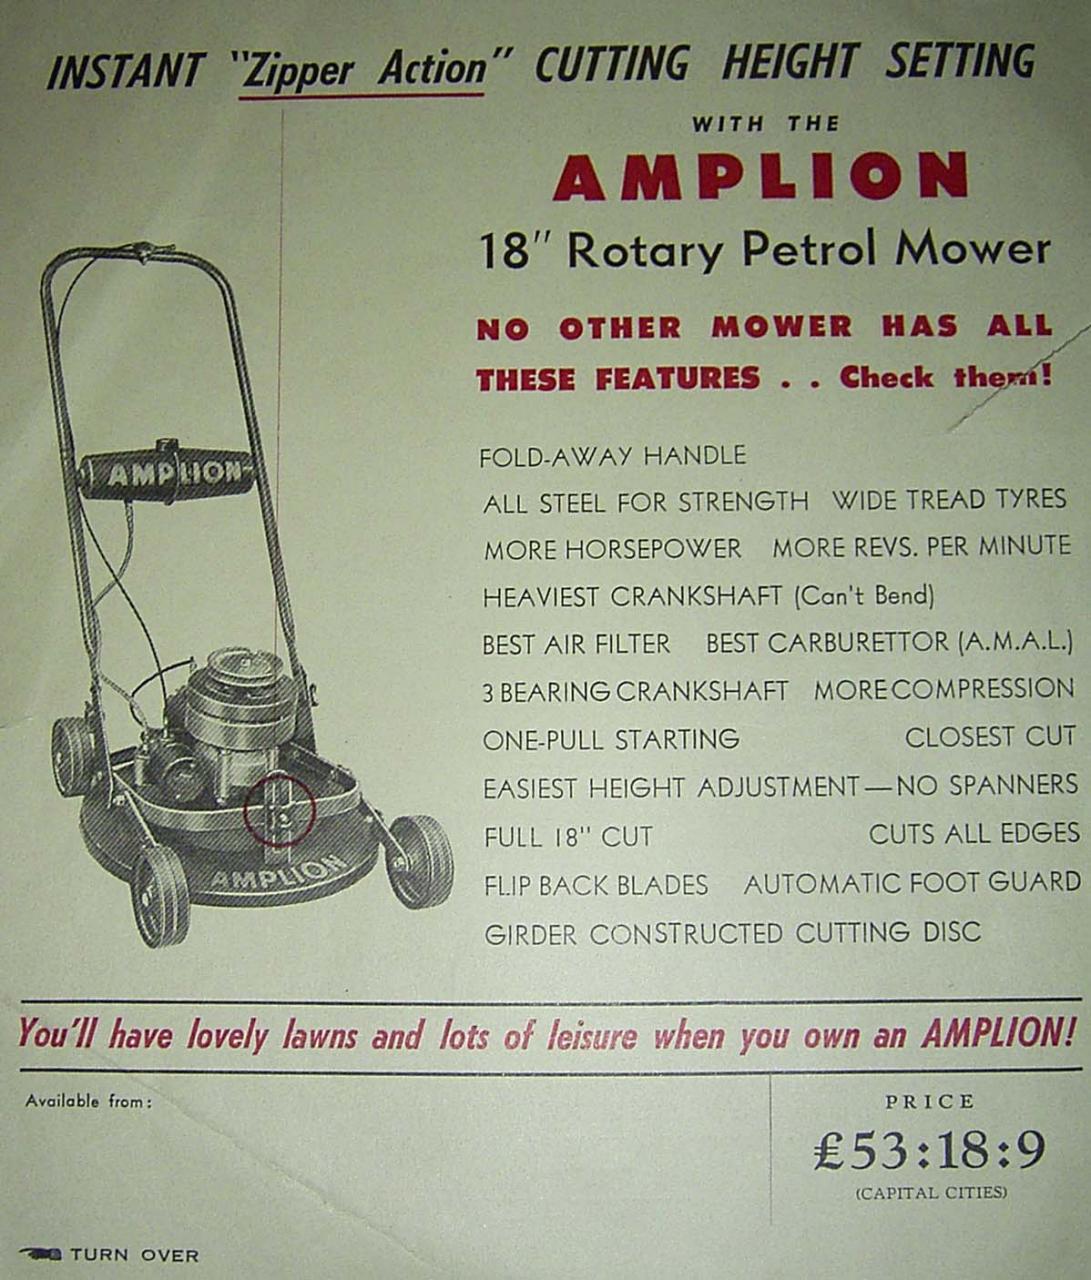 INSTANT "Zipper Action" CUTTING HEIGHT SETTING
WITH THE
AMPLION
18" Rotary Petrol Mower
NO OTHER MOWER HAS ALL
THESE FEATURES . . Check them!
AMPLION
FOLD-AWAY HANDLE
ALL STEEL FOR STRENGTH WIDE TREAD TYRES
MORE HORSEPOWER MORE REVS. PER MINUTE
HEAVIEST CRANKSHAFT (Can't Bend)
BEST AIR FILTER BEST CARBURETTOR (A.M.A.L.)
3 BEARING CRANKSHAFT MORE COMPRESSION
ONE-PULL STARTING CLOSEST CUT
EASIEST HEIGHT ADJUSTMENT—NO SPANNERS
FULL 18" CUT CUTS ALL EDGES
FLIP BACK BLADES AUTOMATIC FOOT GUARD
AMPLION
GIRDER CONSTRUCTED CUTTING DISC
You'll have lovely lawns and lots of leisure when you own an AMPLION!
Available from:
PRICE
£53:18:9
(CAPITAL CITIES)
TURN OVER